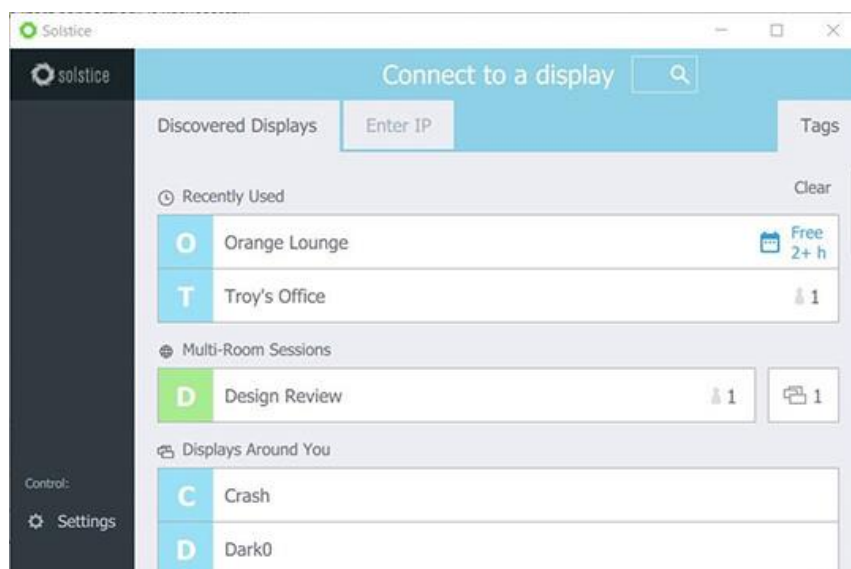 Solstice
solstice
Connect to a display
Discovered Displays
Enter IP
Tags
Recently Used
Clear
O
Orange Lounge
Free
2+ h
T
Troy's Office
1
Multi-Room Sessions
D
Design Review
1
1
Displays Around You
C
Crash
D
Dark0
Control:
Settings